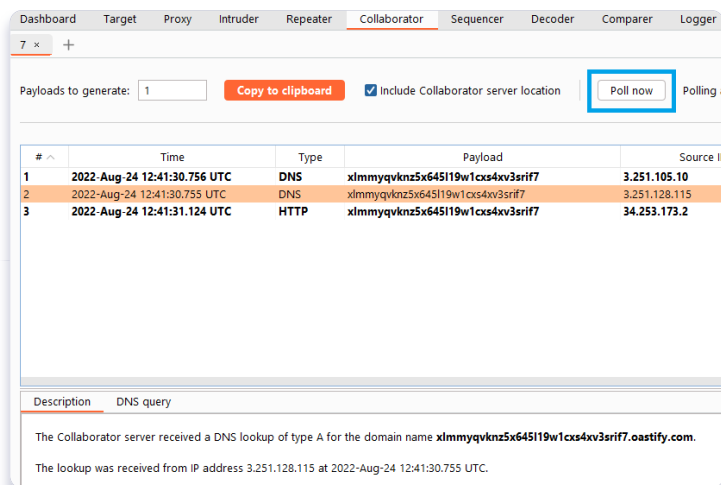 Dashboard Target Proxy Intruder Repeater Collaborator Sequencer Decoder Comparer Logger
7 × +
Payloads to generate: 1 Copy to clipboard Include Collaborator server location Poll now Polling
# Time Type Payload Source I
1 2022-Aug-24 12:41:30.756 UTC DNS xlmmyqvknz5x645l19w1cxs4xv3srif7 3.251.105.10
2 2022-Aug-24 12:41:30.755 UTC DNS xlmmyqvknz5x645l19w1cxs4xv3srif7 3.251.128.115
3 2022-Aug-24 12:41:31.124 UTC HTTP xlmmyqvknz5x645l19w1cxs4xv3srif7 34.253.173.2
Description DNS query
The Collaborator server received a DNS lookup of type A for the domain name xlmmyqvknz5x645l19w1cxs4xv3srif7.oastify.com.
The lookup was received from IP address 3.251.128.115 at 2022-Aug-24 12:41:30.755 UTC.